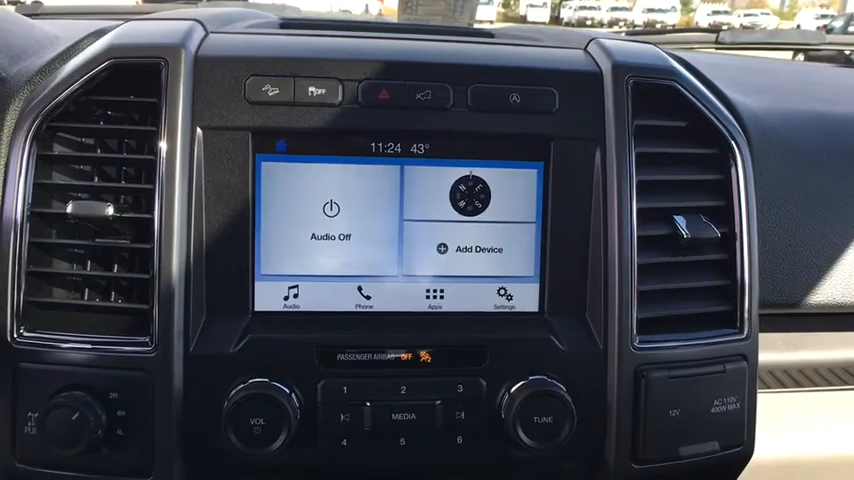 OFF
11:24 43°
N
E
S
W
Audio Off
Add Device
Audio
Phone
Apps
Settings
PASSENGER AIRBAG OFF
1 2 3
MEDIA
4 5 6
VOL
TUNE
2H
4H
4L
12V
AC 110V
400W MAX